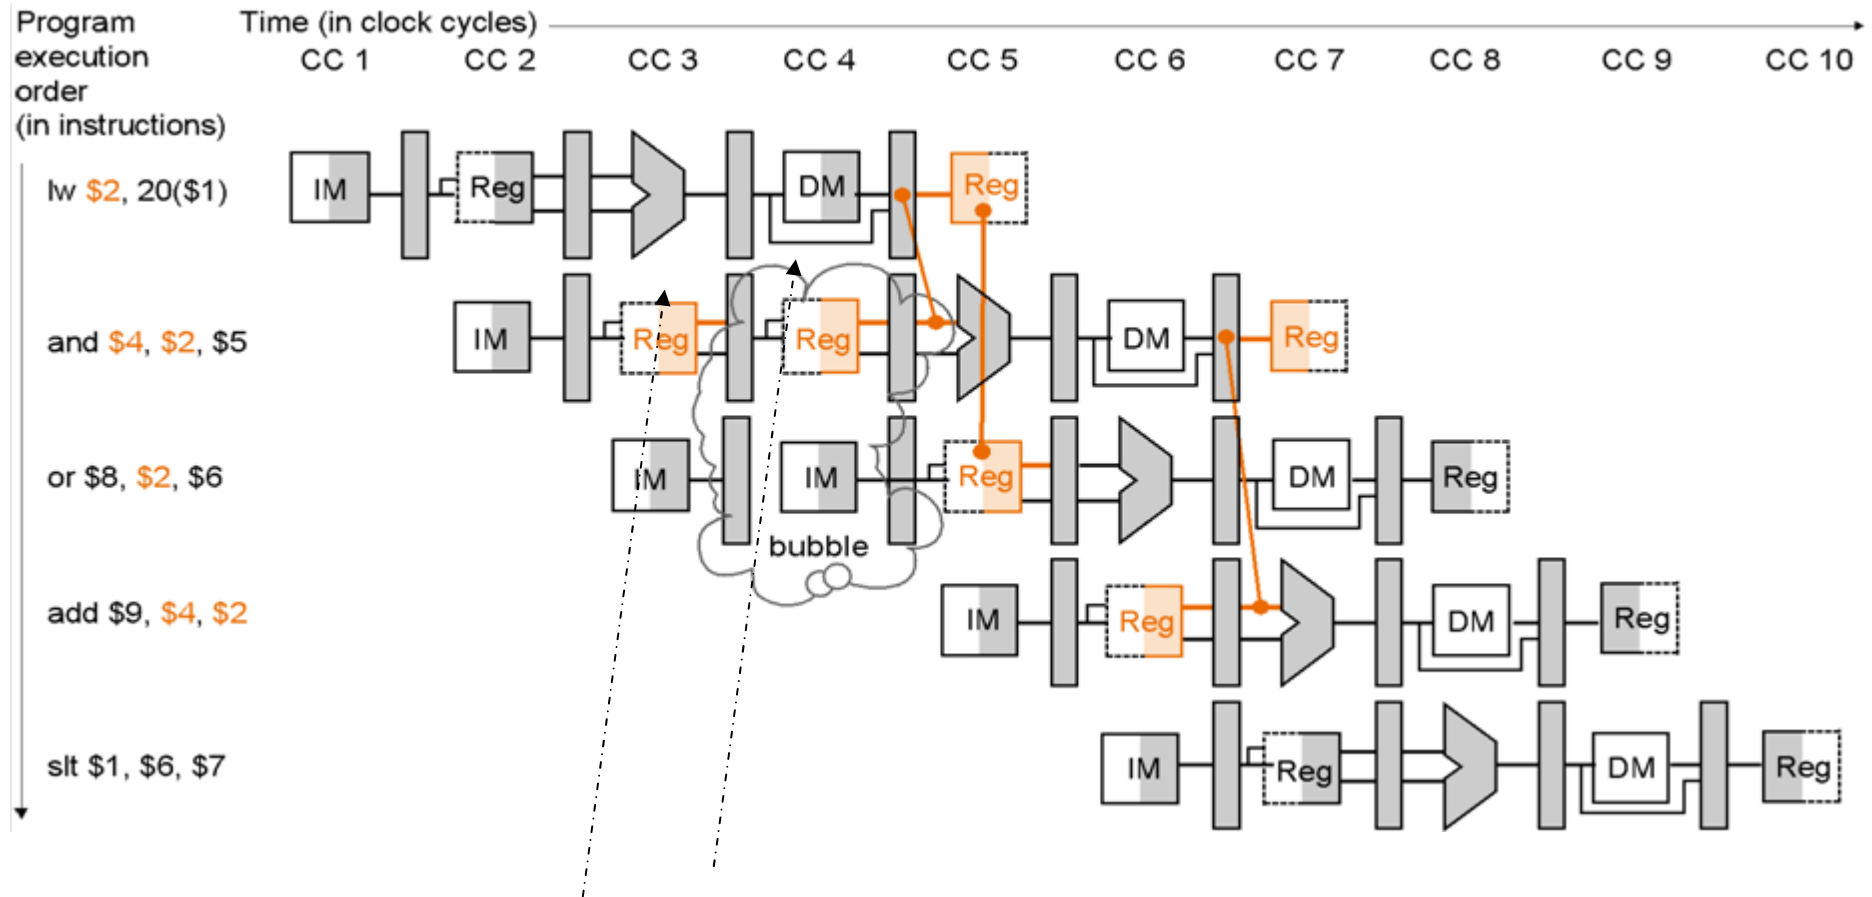 Program
execution
order
(in instructions)
Time (in clock cycles)
CC 1 CC 2 CC 3 CC 4 CC 5 CC 6 CC 7 CC 8 CC 9 CC 10
lw $2, 20($1) IM Reg DM Reg
and $4, $2, $5 IM Reg Reg DM Reg
or $8, $2, $6 IM IM Reg DM Reg
bubble
add $9, $4, $2 IM Reg DM Reg
slt $1, $6, $7 IM Reg DM Reg